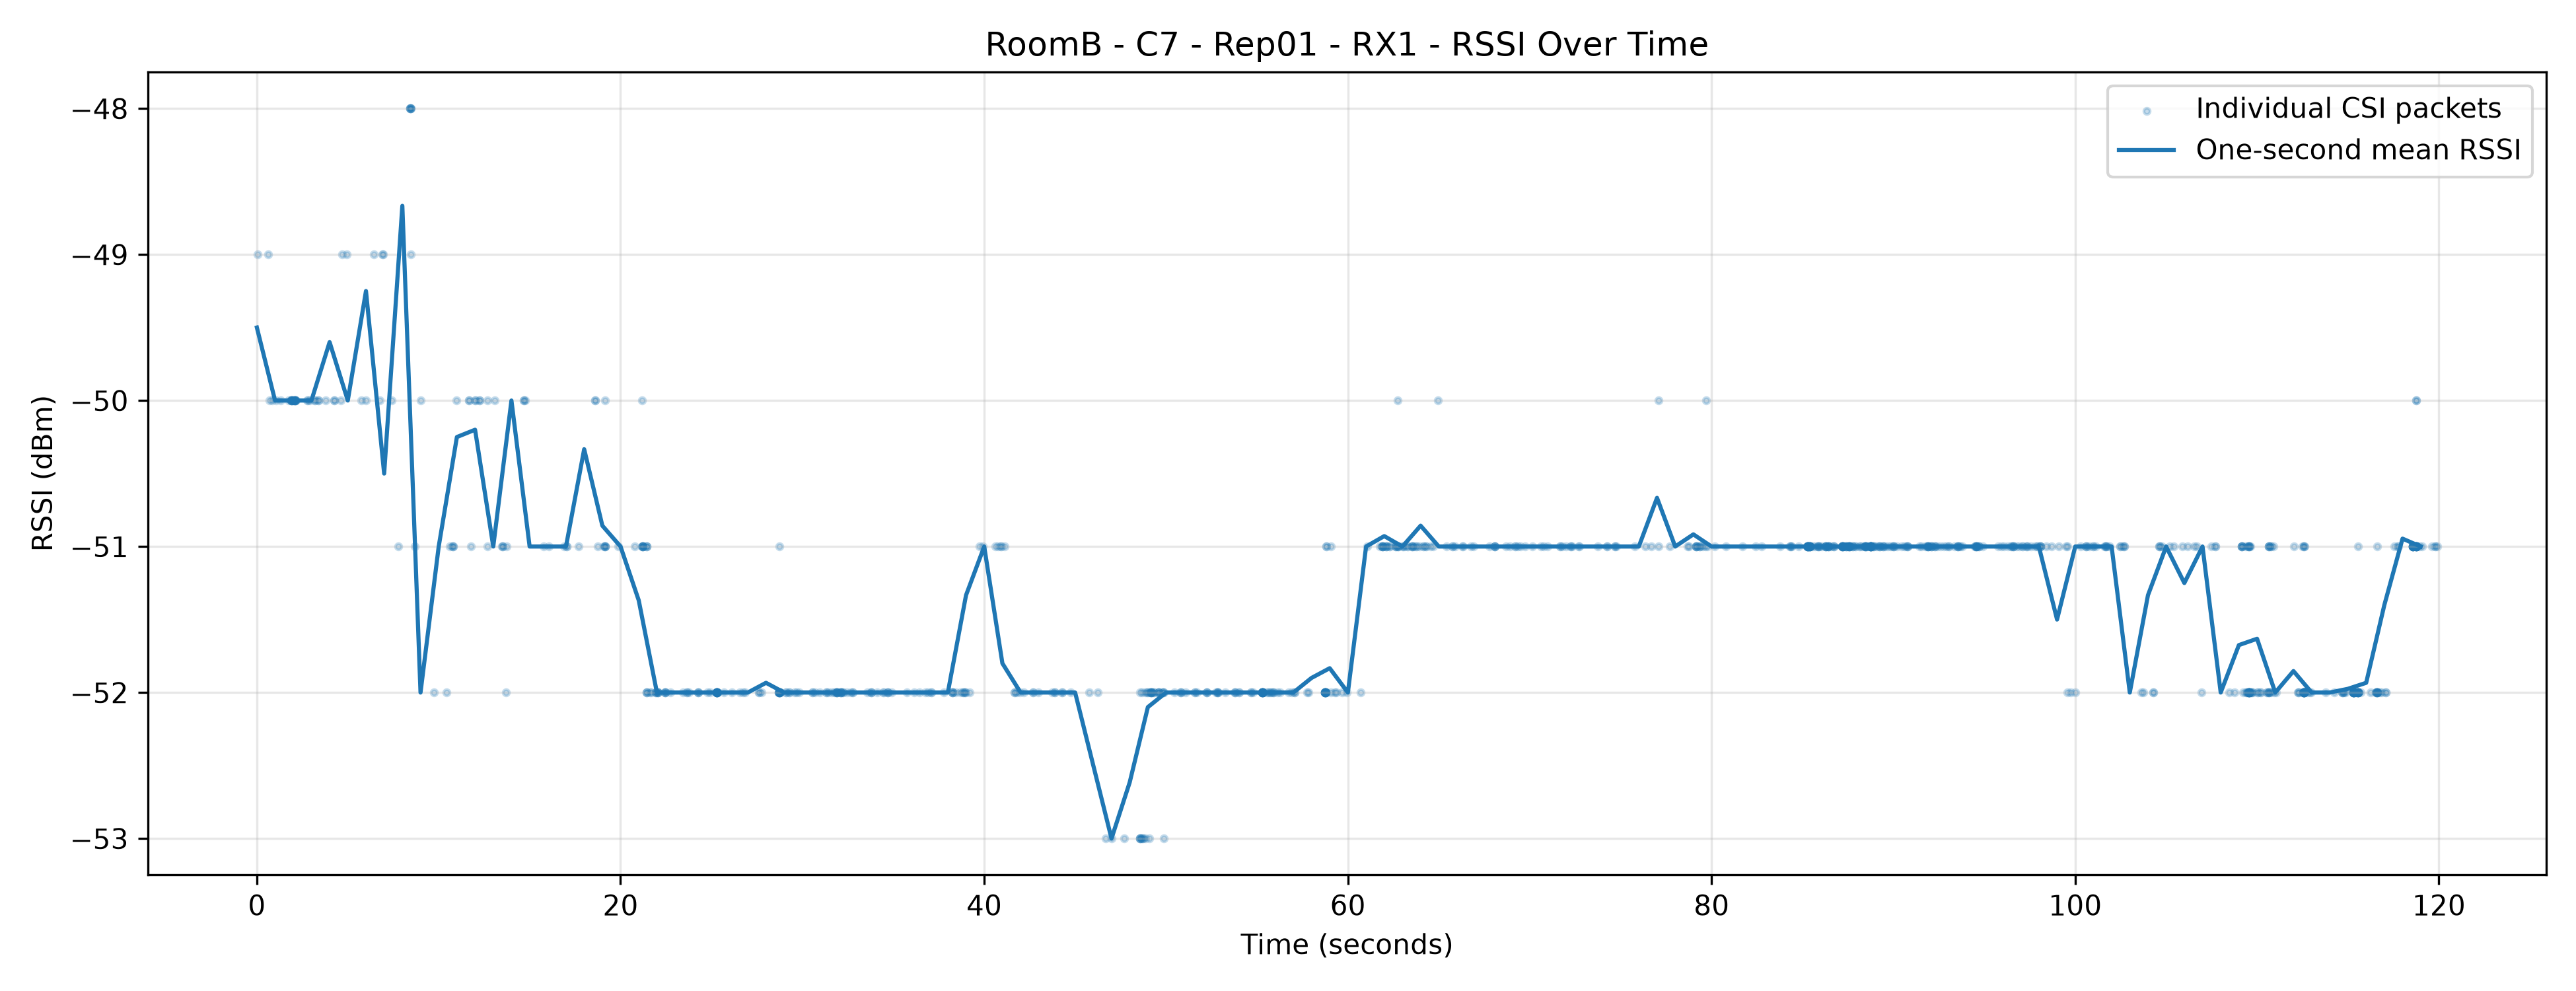 RoomB - C7 - Rep01 - RX1 - RSSI Over Time
Individual CSI packets
One-second mean RSSI
RSSI (dBm)
−48
−49
−50
−51
−52
−53
0 20 40 60 80 100 120
Time (seconds)